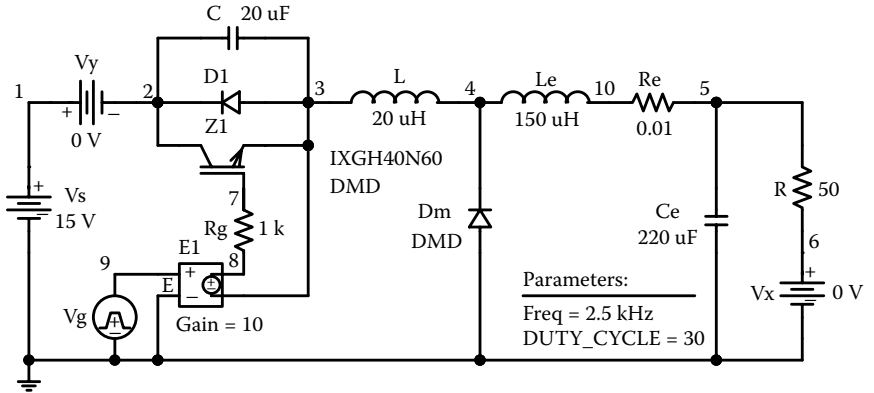 C 20 uF
Vy
1
+ −
0 V
2
D1
Z1
3
L
20 uH
4
Le
150 uH
10
Re
0.01
5
IXGH40N60
DMD
+
Vs
−
15 V
7
Rg
1 k
8
E1
E
+
−
+
−
Gain = 10
9
Vg
+
−
Dm
DMD
Ce
220 uF
R
50
6
+
Vx
−
0 V
Parameters:
Freq = 2.5 kHz
DUTY_CYCLE = 30